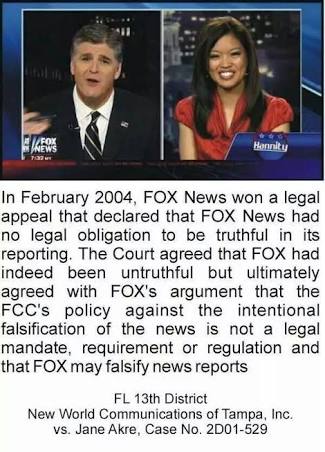 FOX
NEWS
7:32 MT
Hannity
In February 2004, FOX News won a legal
appeal that declared that FOX News had
no legal obligation to be truthful in its
reporting. The Court agreed that FOX had
indeed been untruthful but ultimately
agreed with FOX's argument that the
FCC's policy against the intentional
falsification of the news is not a legal
mandate, requirement or regulation and
that FOX may falsify news reports
FL 13th District
New World Communications of Tampa, Inc.
vs. Jane Akre, Case No. 2D01-529